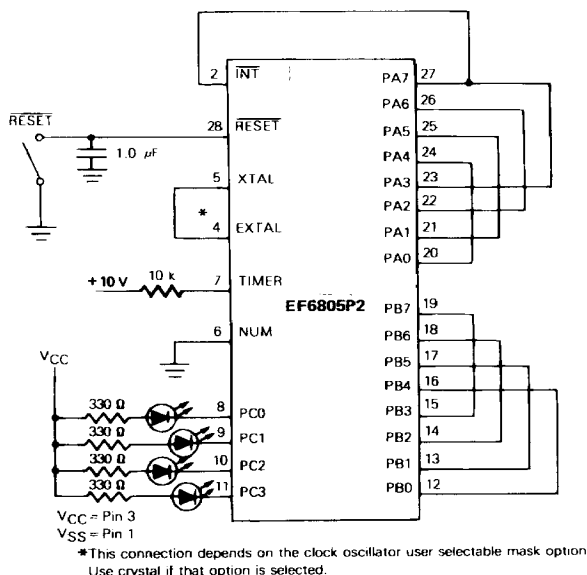 2 INT PA7 27
PA6 26
PA5 25
RESET 28 RESET PA4 24
1.0 μF PA3 23
5 XTAL PA2 22
* PA1 21
4 EXTAL PA0 20
+10 V 10 k 7 TIMER
EF6805P2
PB7 19
6 NUM PB6 18
PB5 17
VCC PB4 16
PB3 15
330 Ω 8 PC0 PB2 14
330 Ω 9 PC1 PB1 13
330 Ω 10 PC2 PB0 12
330 Ω 11 PC3
VCC = Pin 3
VSS = Pin 1
*This connection depends on the clock oscillator user selectable mask option
Use crystal if that option is selected.